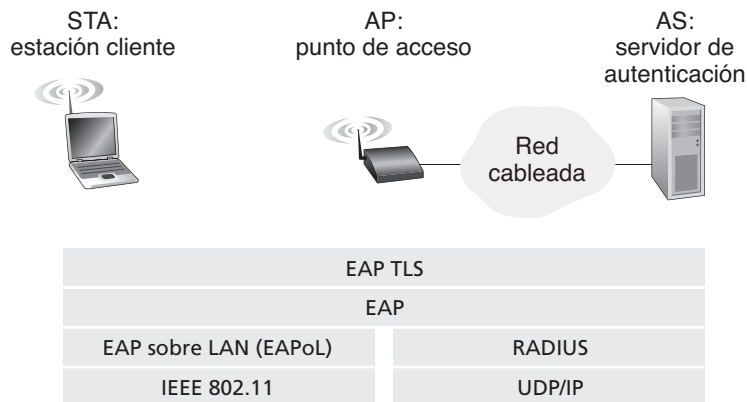 STA:
estación cliente
AP:
punto de acceso
AS:
servidor de
autenticación
Red
cableada
EAP TLS
EAP
EAP sobre LAN (EAPoL)
RADIUS
IEEE 802.11
UDP/IP